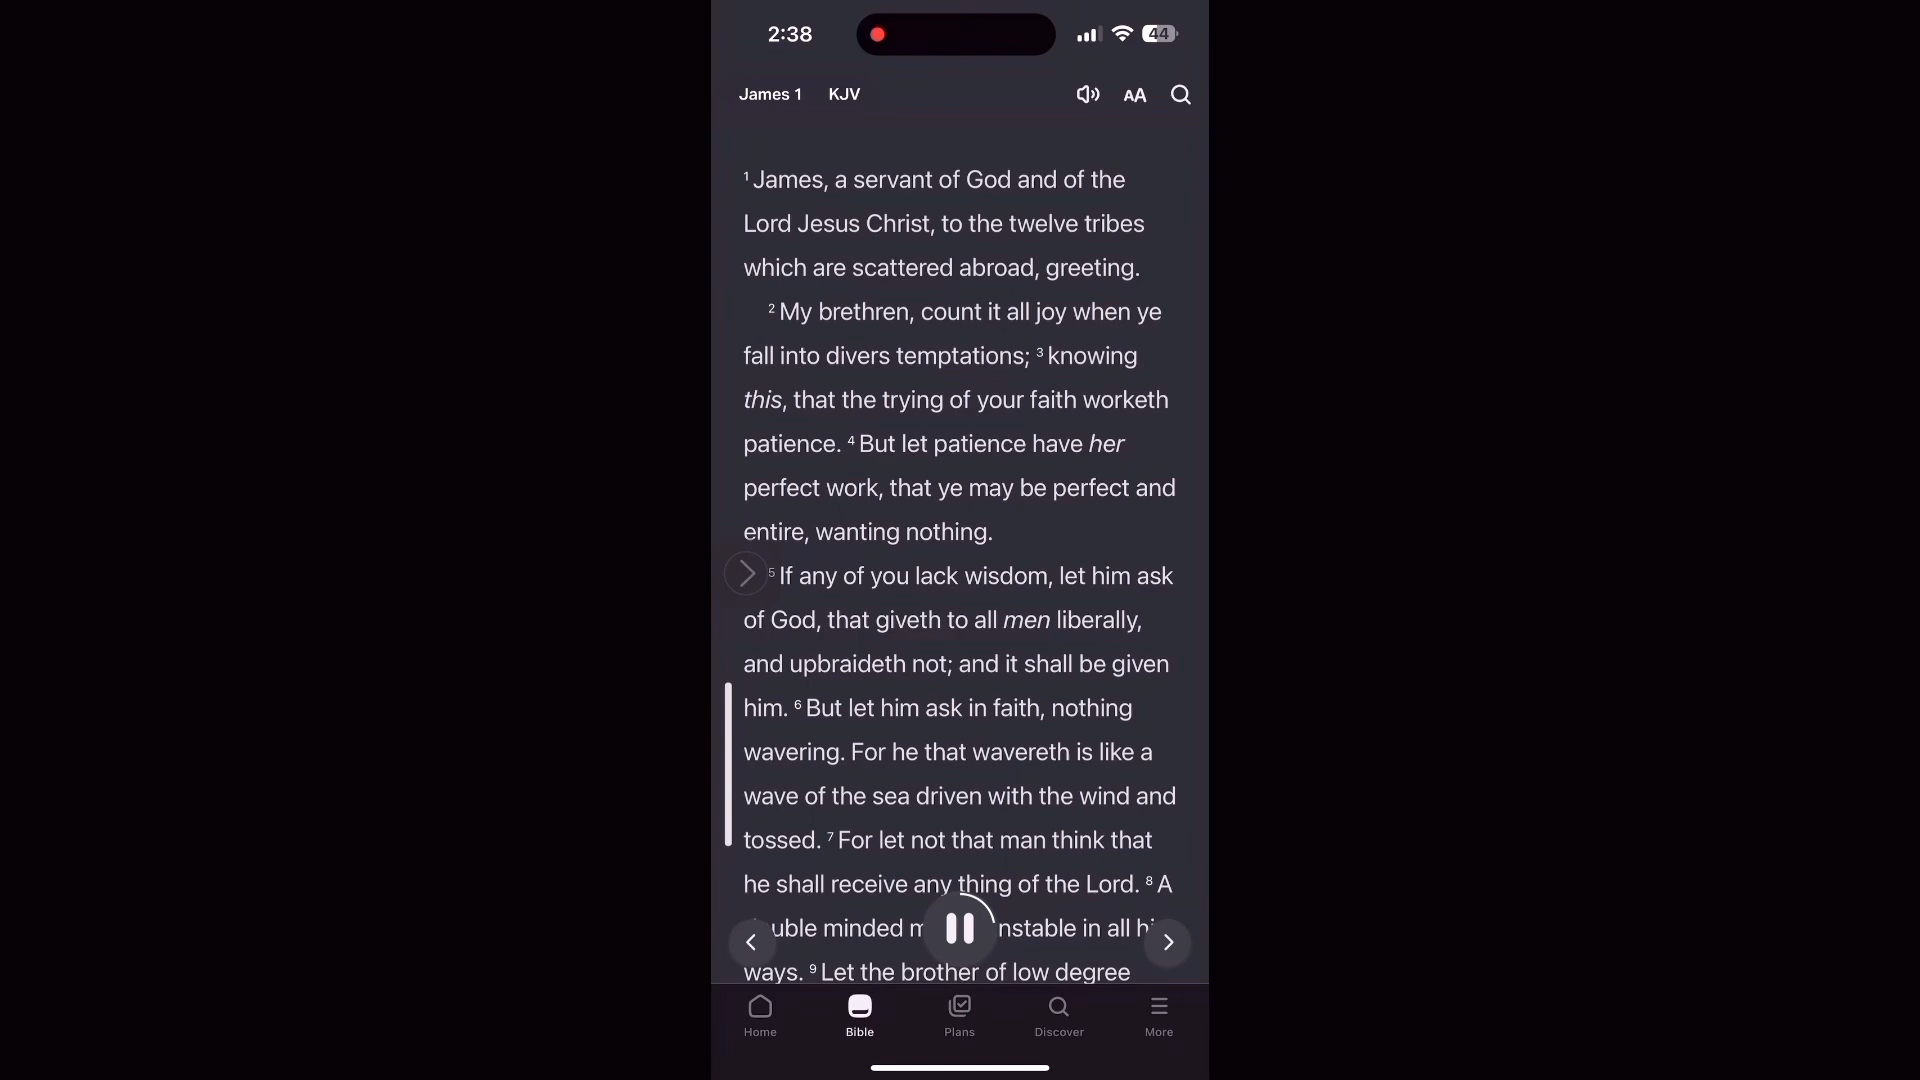 2:38
44
James 1 KJV
AA
1 James, a servant of God and of the
Lord Jesus Christ, to the twelve tribes
which are scattered abroad, greeting.
2 My brethren, count it all joy when ye
fall into divers temptations; 3 knowing
this, that the trying of your faith worketh
patience. 4 But let patience have her
perfect work, that ye may be perfect and
entire, wanting nothing.
5 If any of you lack wisdom, let him ask
of God, that giveth to all men liberally,
and upbraideth not; and it shall be given
him. 6 But let him ask in faith, nothing
wavering. For he that wavereth is like a
wave of the sea driven with the wind and
tossed. 7 For let not that man think that
he shall receive any thing of the Lord. 8 A
minded in all
ways. 9 Let the brother of low degree
Home Bible Plans Discover More